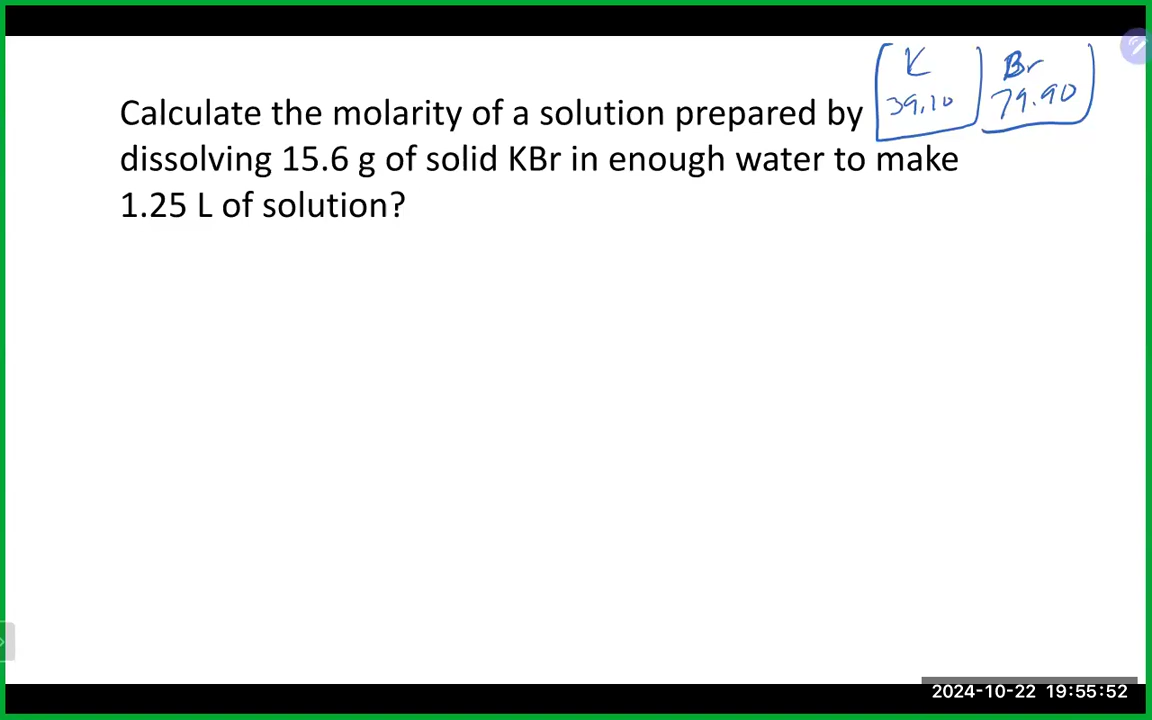 K Br
39.10 79.90
Calculate the molarity of a solution prepared by
dissolving 15.6 g of solid KBr in enough water to make
1.25 L of solution?
2024-10-22 19:55:52